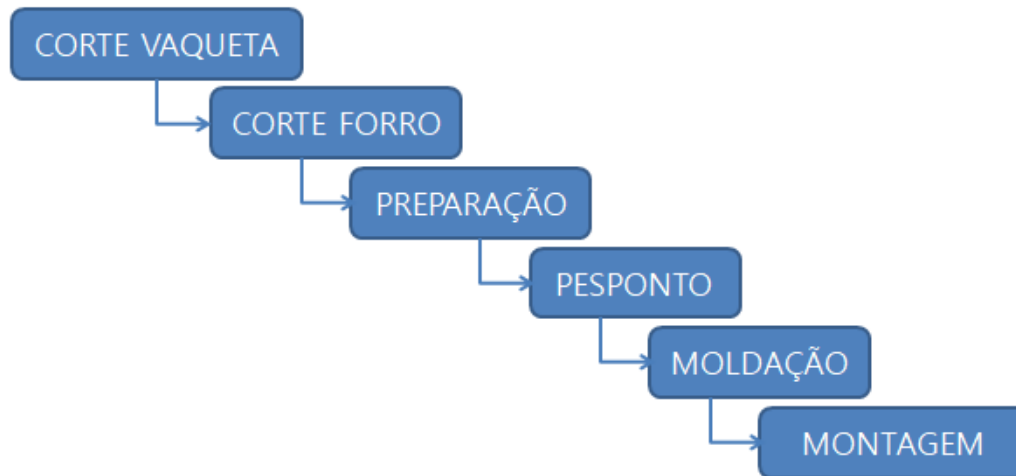 CORTE VAQUETA
CORTE FORRO
PREPARAÇÃO
PESPONTO
MOLDAÇÃO
MONTAGEM